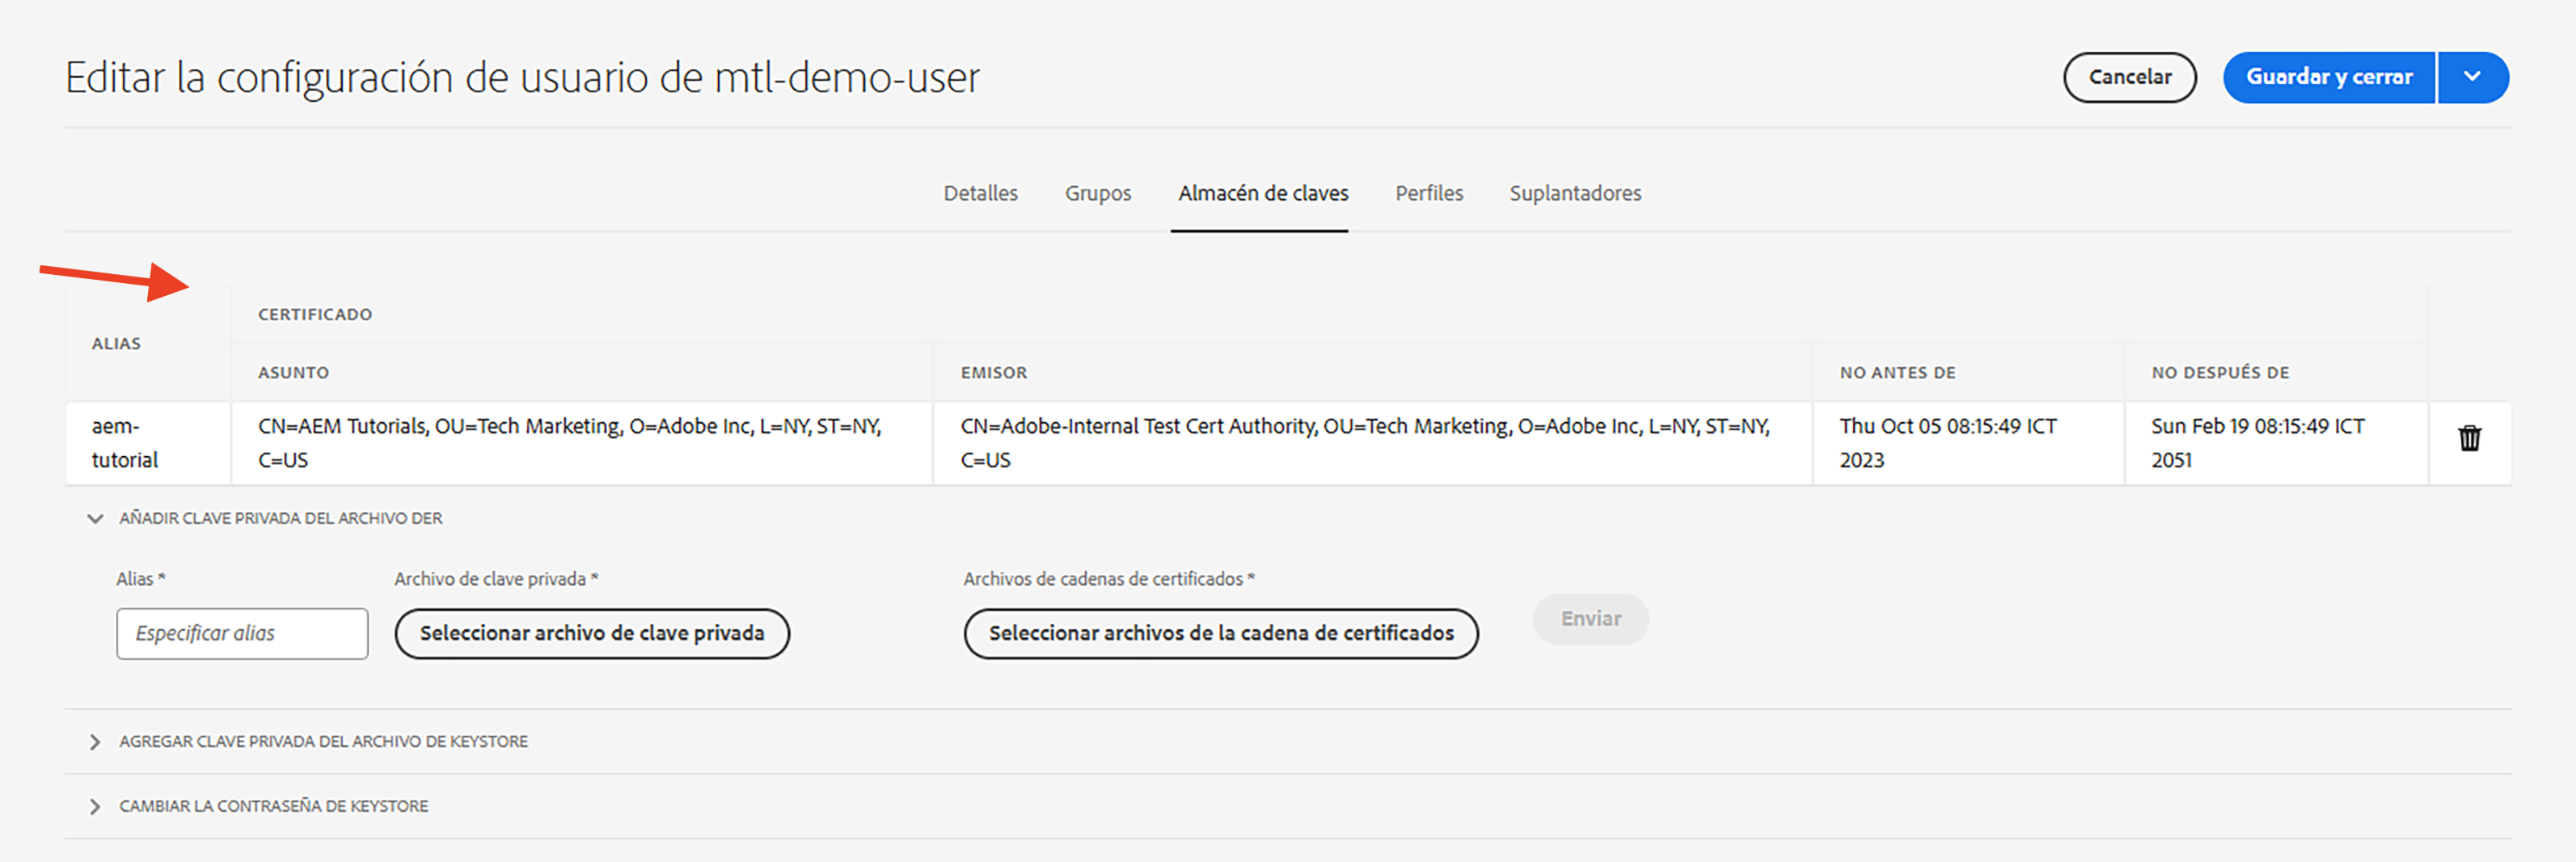 Editar la configuración de usuario de mtl-demo-user
Cancelar
Guardar y cerrar
Detalles
Grupos
Almacén de claves
Perfiles
Suplantadores
ALIAS
CERTIFICADO
ASUNTO
EMISOR
NO ANTES DE
NO DESPUÉS DE
aem-
tutorial
CN=AEM Tutorials, OU=Tech Marketing, O=Adobe Inc, L=NY, ST=NY,
C=US
CN=Adobe-Internal Test Cert Authority, OU=Tech Marketing, O=Adobe Inc, L=NY, ST=NY,
C=US
Thu Oct 05 08:15:49 ICT
2023
Sun Feb 19 08:15:49 ICT
2051
AÑADIR CLAVE PRIVADA DEL ARCHIVO DER
Alias *
Archivo de clave privada *
Archivos de cadenas de certificados *
Especificar alias
Seleccionar archivo de clave privada
Seleccionar archivos de la cadena de certificados
Enviar
AGREGAR CLAVE PRIVADA DEL ARCHIVO DE KEYSTORE
CAMBIAR LA CONTRASEÑA DE KEYSTORE